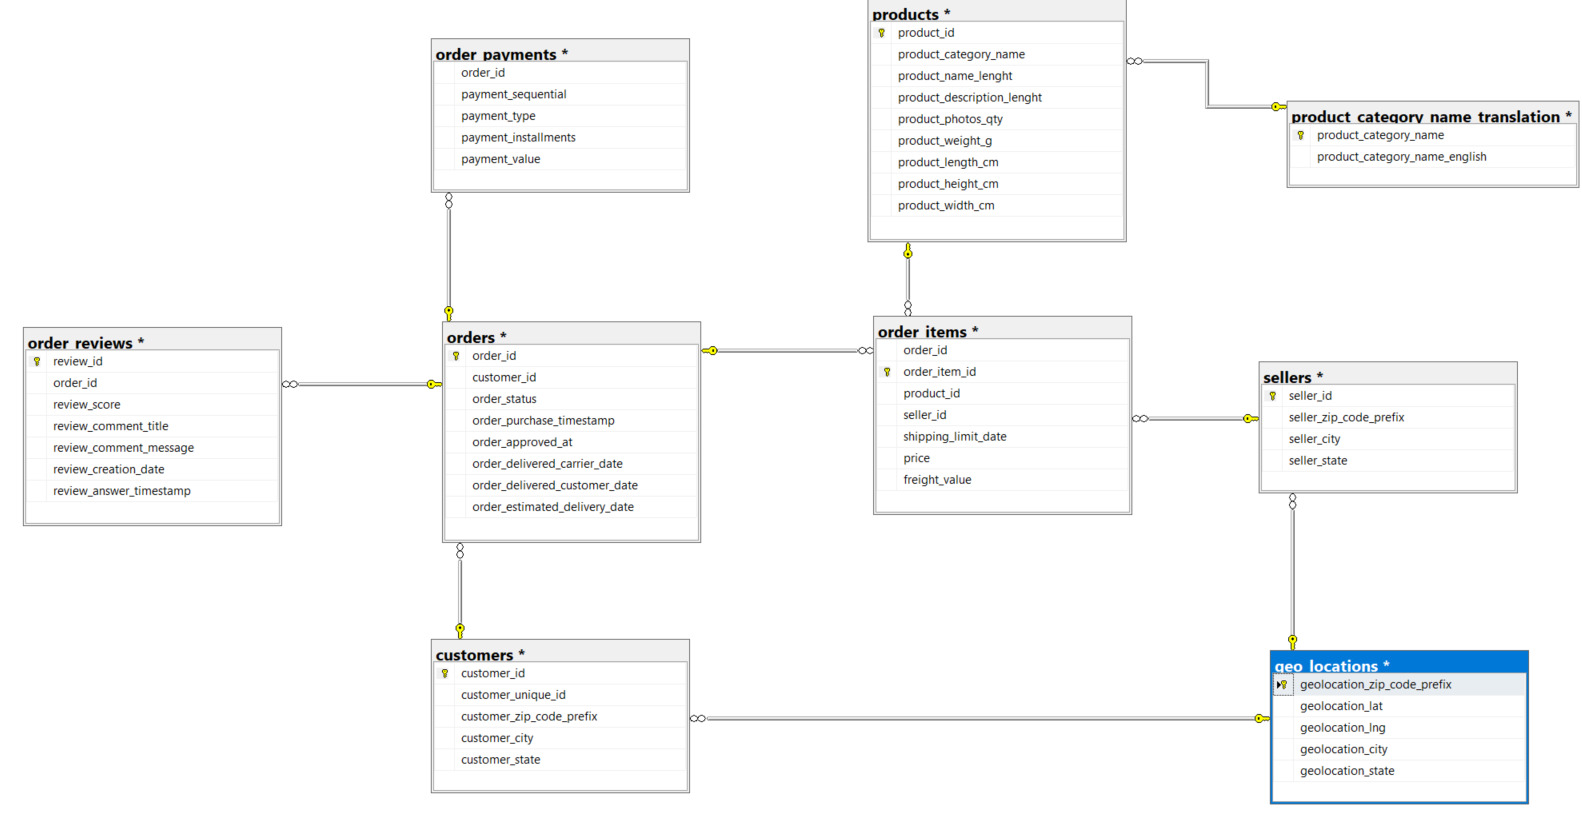 order_payments *
order_id
payment_sequential
payment_type
payment_installments
payment_value
products *
product_id
product_category_name
product_name_lenght
product_description_lenght
product_photos_qty
product_weight_g
product_length_cm
product_height_cm
product_width_cm
product_category_name_translation *
product_category_name
product_category_name_english
order_reviews *
review_id
order_id
review_score
review_comment_title
review_comment_message
review_creation_date
review_answer_timestamp
orders *
order_id
customer_id
order_status
order_purchase_timestamp
order_approved_at
order_delivered_carrier_date
order_delivered_customer_date
order_estimated_delivery_date
order_items *
order_id
order_item_id
product_id
seller_id
shipping_limit_date
price
freight_value
sellers *
seller_id
seller_zip_code_prefix
seller_city
seller_state
customers *
customer_id
customer_unique_id
customer_zip_code_prefix
customer_city
customer_state
geo_locations *
geolocation_zip_code_prefix
geolocation_lat
geolocation_lng
geolocation_city
geolocation_state